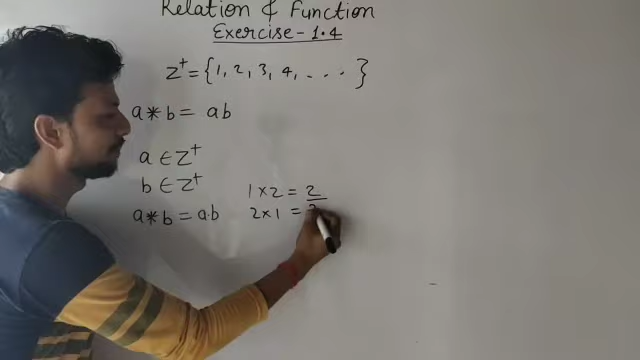 Relation & Function
Exercise-1.4
Z⁺ = {1, 2, 3, 4, .... }
a * b = ab
a ∈ Z⁺
b ∈ Z⁺
a * b = a.b
1 × 2 = 2
2 × 1 =